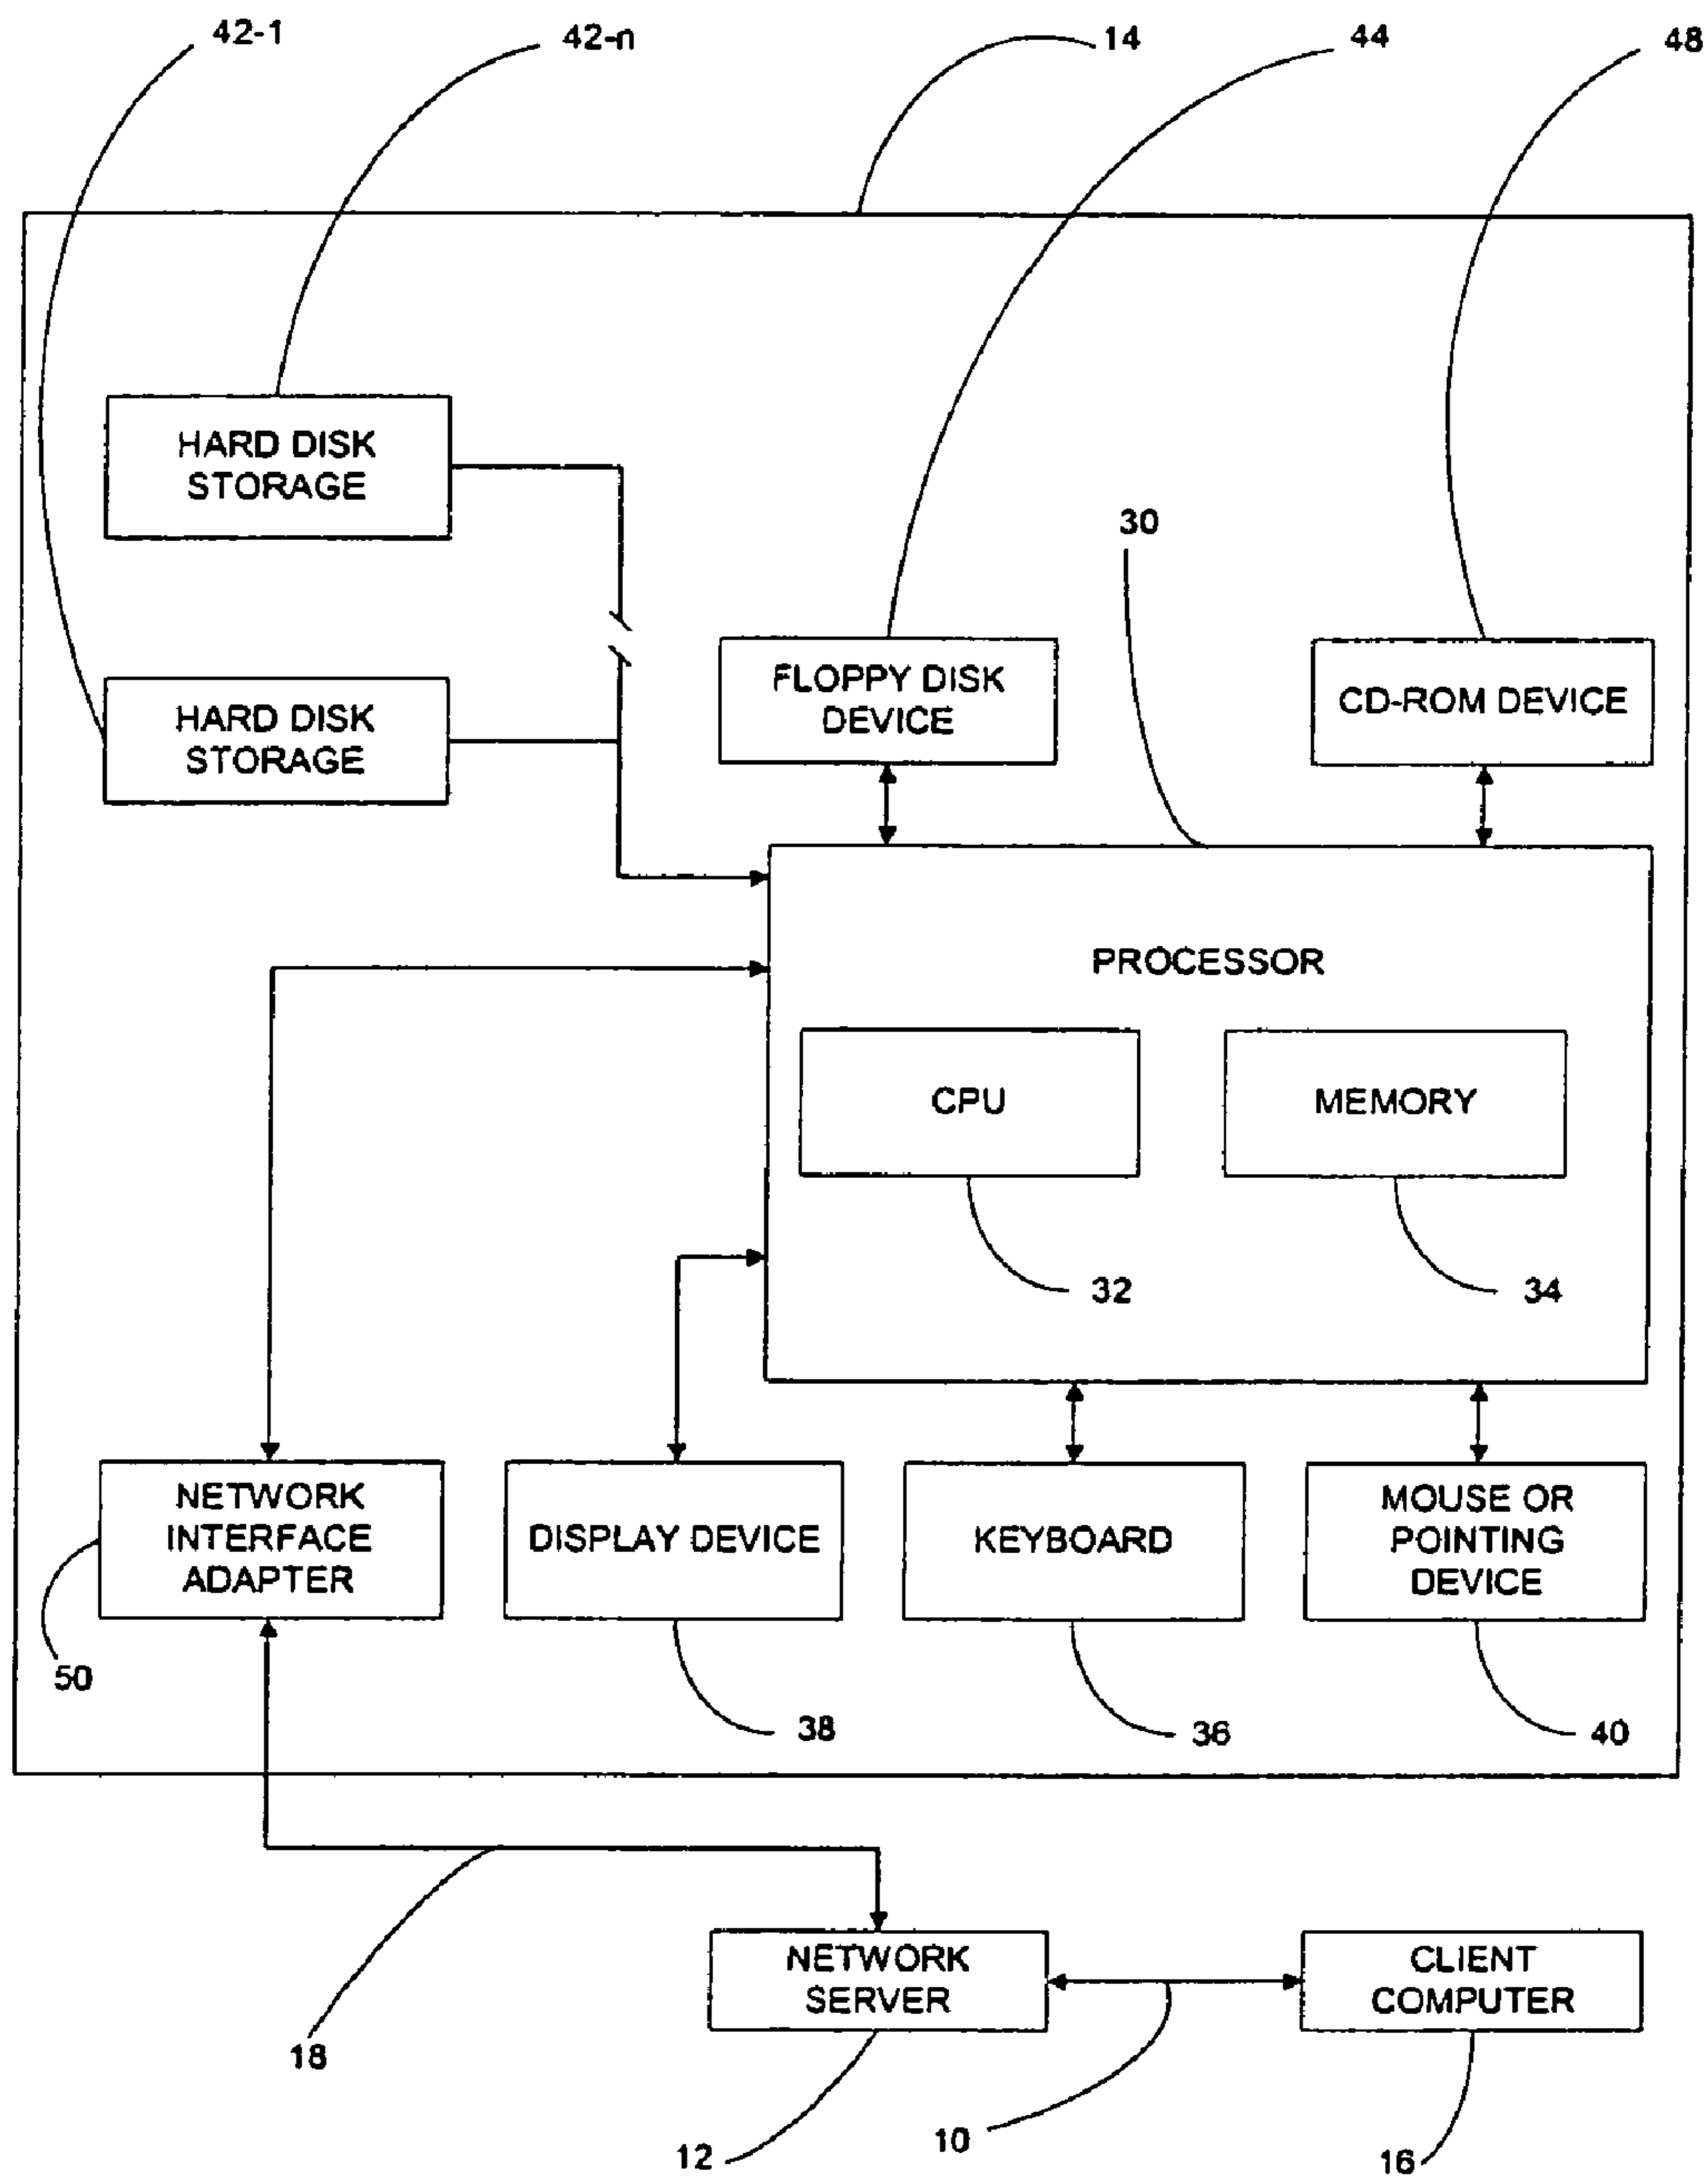 42-1
42-n
14
44
48
HARD DISK
STORAGE
30
HARD DISK
STORAGE
FLOPPY DISK
DEVICE
CD-ROM DEVICE
PROCESSOR
CPU
MEMORY
32
34
NETWORK
INTERFACE
ADAPTER
DISPLAY DEVICE
KEYBOARD
MOUSE OR
POINTING
DEVICE
50
38
36
40
NETWORK
SERVER
CLIENT
COMPUTER
18
12
10
16